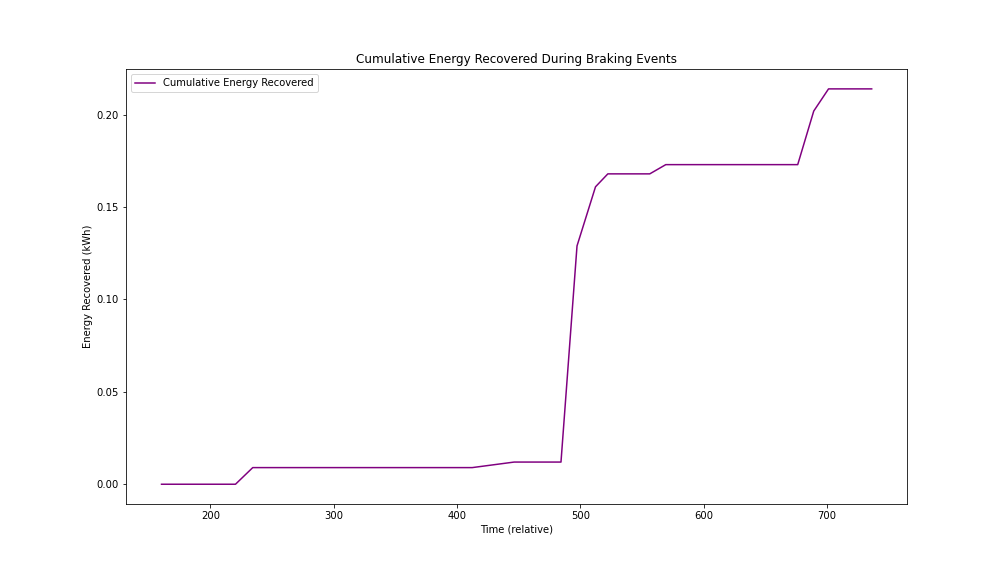 Cumulative Energy Recovered During Braking Events
Cumulative Energy Recovered
0.20
0.15
0.10
0.05
0.00
Energy Recovered (kWh)
200 300 400 500 600 700
Time (relative)